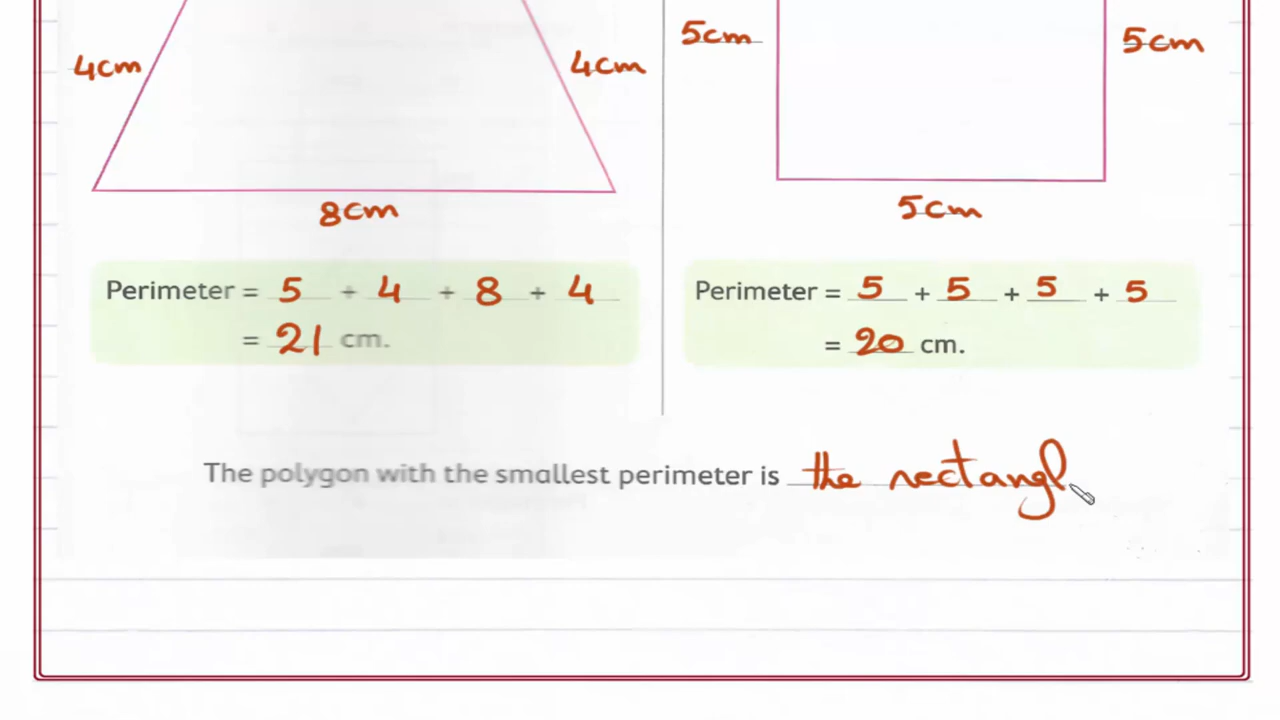 4cm
4cm
5cm
5cm
8cm
5cm
Perimeter = 5 + 4 + 8 + 4
= 21 cm.
Perimeter = 5 + 5 + 5 + 5
= 20 cm.
The polygon with the smallest perimeter is the rectangl